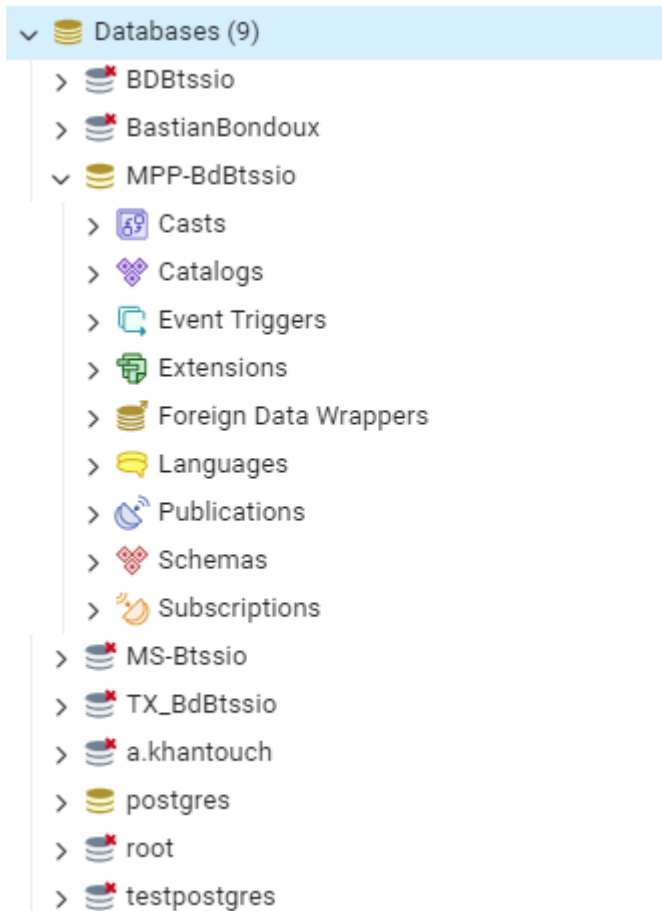 Databases (9)
BDBtssio
BastianBondoux
MPP-BdBtssio
Casts
Catalogs
Event Triggers
Extensions
Foreign Data Wrappers
Languages
Publications
Schemas
Subscriptions
MS-Btssio
TX_BdBtssio
a.khantouch
postgres
root
testpostgres